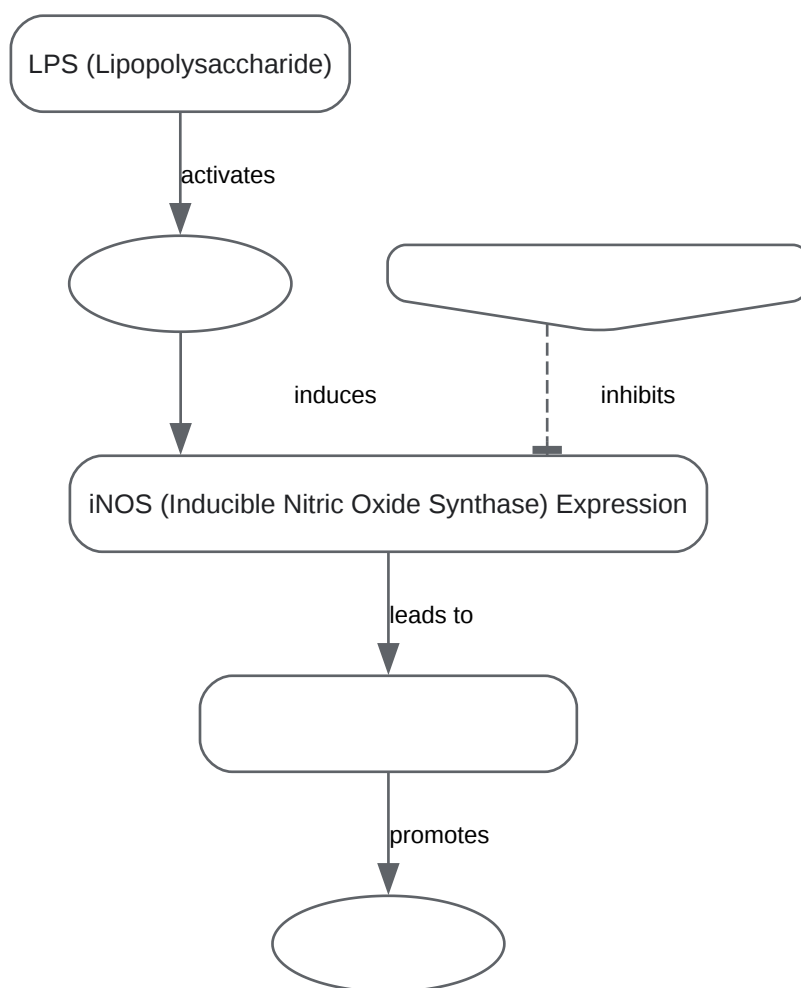 LPS (Lipopolysaccharide)
activates
induces
inhibits
iNOS (Inducible Nitric Oxide Synthase) Expression
leads to
promotes